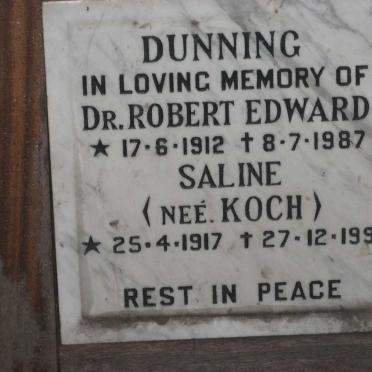 DUNNING
IN LOVING MEMORY OF
DR. ROBERT EDWARD
★ 17·6·1912 ✝ 8·7·1987
SALINE
(NEÉ. KOCH)
★ 25·4·1917 ✝ 27·12·199
REST IN PEACE